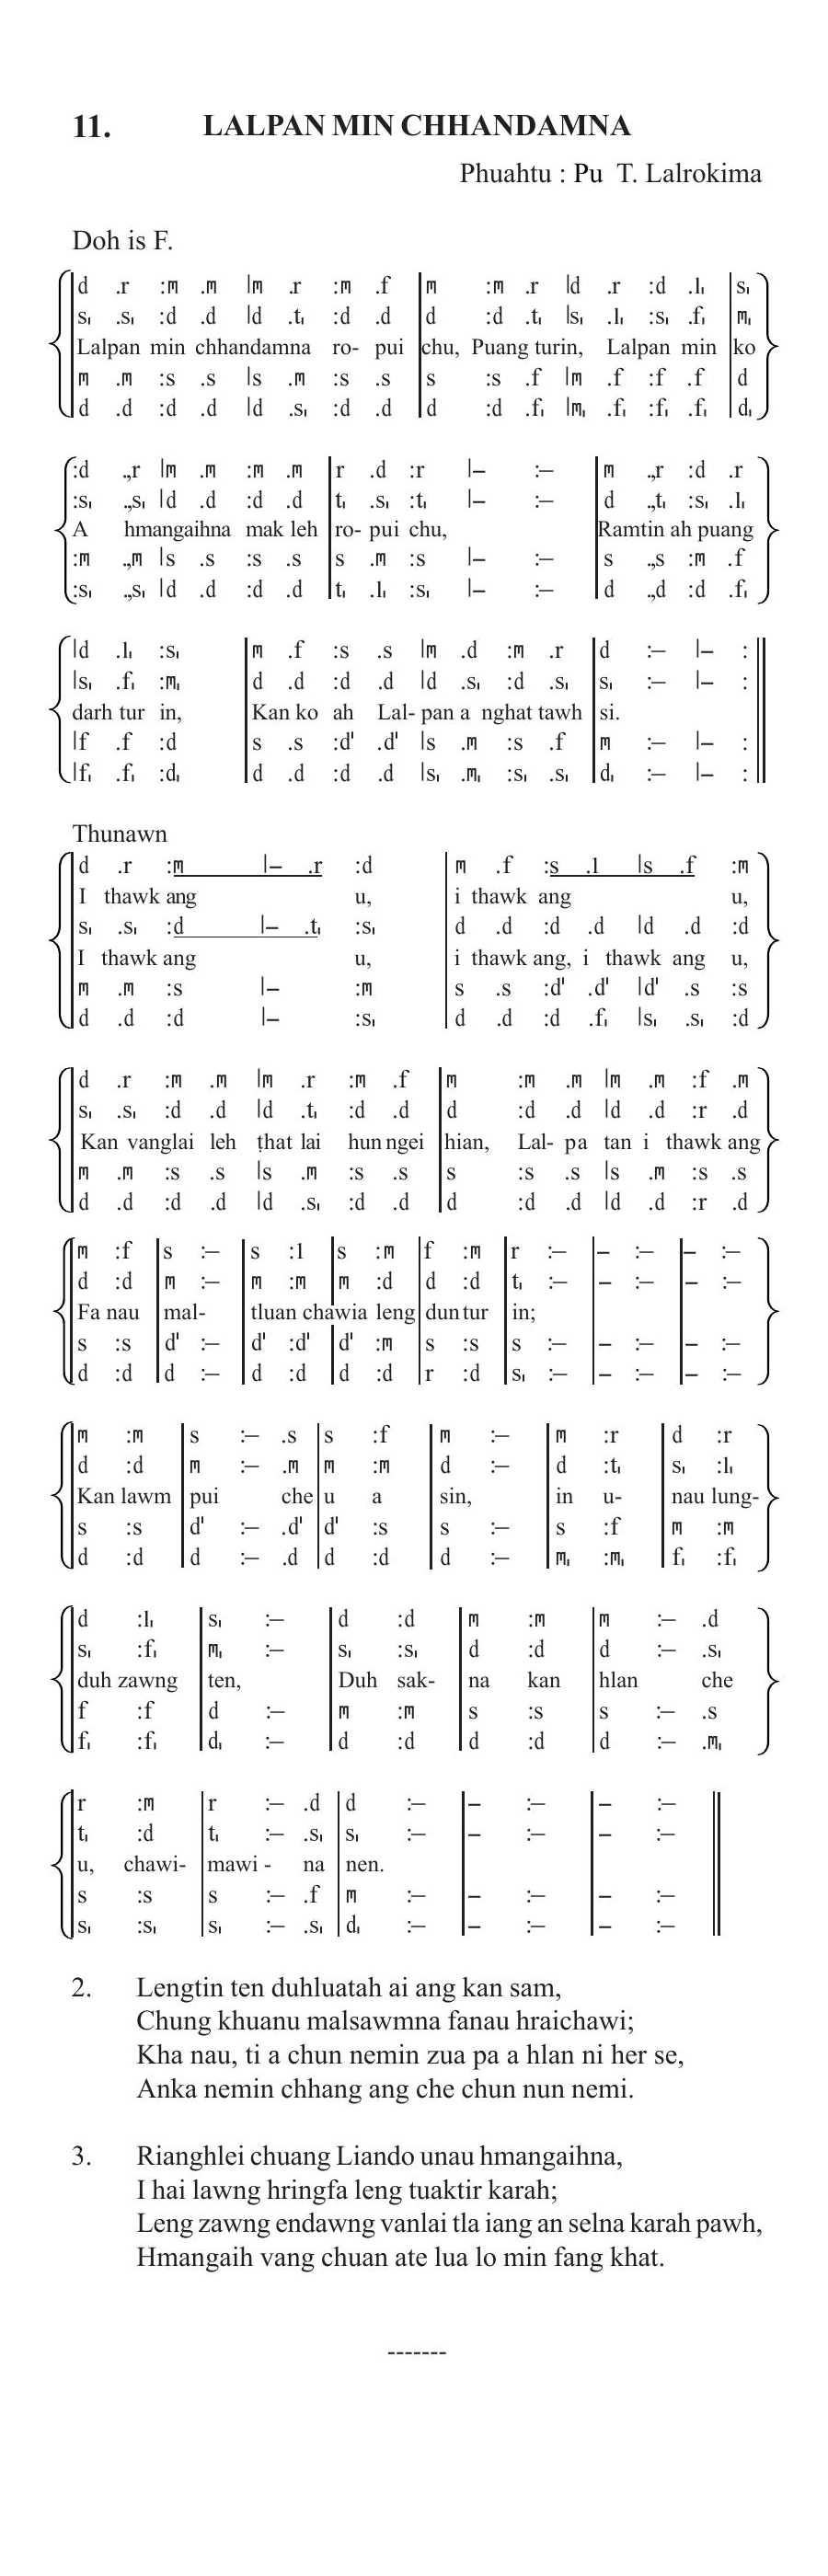 11. LALPAN MIN CHHANDAMNA
Phuahtu : Pu T. Lalrokima
Doh is F.
d .r :m .m |m .r :m .f | m :m .r |d .r :d .l, | s,
s, .s, :d .d |d .t, :d .d | d :d .t, |s, .l, :s, .f, | m,
Lalpan min chhandamna ro- pui chu, Puang turin, Lalpan min ko
m .m :s .s |s .m :s .s | s :s .f |m .f :f .f | d
d .d :d .d |d .s, :d .d | d :d .f, |m, .f, :f, .f, | d,
:d .,r |m .m :m .m | r .d :r |– :– | m .,r :d .r
:s, .,s, |d .d :d .d | t, .s, :t, |– :– | d .,t, :s, .l,
A hmangaihna mak leh ro- pui chu, Ramtin ah puang
:m .,m |s .s :s .s | s .m :s |– :– | s .,s :m .f
:s, .,s, |d .d :d .d | t, .l, :s, |– :– | d .,d :d .f,
|d .l, :s, | m .f :s .s |m .d :m .r | d :– |– : ||
|s, .f, :m, | d .d :d .d |d .s, :d .s, | s, :– |– : ||
darh tur in, Kan ko ah Lal- pan a nghat tawh si.
|f .f :d | s .s :d' .d' |s .m :s .f | m :– |– : ||
|f, .f, :d, | d .d :d .d |s, .m, :s, .s, | d, :– |– : ||
Thunawn
d .r :m |– .r :d | m .f :s .l |s .f :m
I thawk ang u, i thawk ang u,
s, .s, :d |– .t, :s, | d .d :d .d |d .d :d
I thawk ang u, i thawk ang, i thawk ang u,
m .m :s |– :m | s .s :d' .d' |d' .s :s
d .d :d |– :s, | d .d :d .f, |s, .s, :d
d .r :m .m |m .r :m .f | m :m .m |m .m :f .m
s, .s, :d .d |d .t, :d .d | d :d .d |d .d :r .d
Kan vanglai leh ṭhat lai hun ngei hian, Lal- pa tan i thawk ang
m .m :s .s |s .m :s .s | s :s .s |s .m :s .s
d .d :d .d |d .s, :d .d | d :d .d |d .d :r .d
m :f | s :– | s :l | s :m | f :m | r :– | – :– | – :–
d :d | m :– | m :m | m :d | d :d | t, :– | – :– | – :–
Fa nau mal- tluan chawia leng dun tur in;
s :s | d' :– | d' :d' | d' :m | s :s | s :– | – :– | – :–
d :d | d :– | d :d | d :d | r :d | s, :– | – :– | – :–
m :m | s :– .s | s :f | m :– | m :r | d :r
d :d | m :– .m | m :m | d :– | d :t, | s, :l,
Kan lawm pui che u a sin, in u- nau lung-
s :s | d' :– .d' | d' :s | s :– | s :f | m :m
d :d | d :– .d | d :d | d :– | m, :m, | f, :f,
d :l, | s, :– | d :d | m :m | m :– .d
s, :f, | m, :– | s, :s, | d :d | d :– .s,
duh zawng ten, Duh sak- na kan hlan che
f :f | d :– | m :m | s :s | s :– .s
f, :f, | d, :– | d :d | d :d | d :– .m,
r :m | r :– .d | d :– | – :– | – :– ||
t, :d | t, :– .s, | s, :– | – :– | – :– ||
u, chawi- mawi - na nen.
s :s | s :– .f | m :– | – :– | – :– ||
s, :s, | s, :– .s, | d, :– | – :– | – :– ||
2. Lengtin ten duhluatah ai ang kan sam,
Chung khuanu malsawmna fanau hraichawi;
Kha nau, ti a chun nemin zua pa a hlan ni her se,
Anka nemin chhang ang che chun nun nemi.
3. Rianghlei chuang Liando unau hmangaihna,
I hai lawng hringfa leng tuaktir karah;
Leng zawng endawng vanlai tla iang an selna karah pawh,
Hmangaih vang chuan ate lua lo min fang khat.
-------